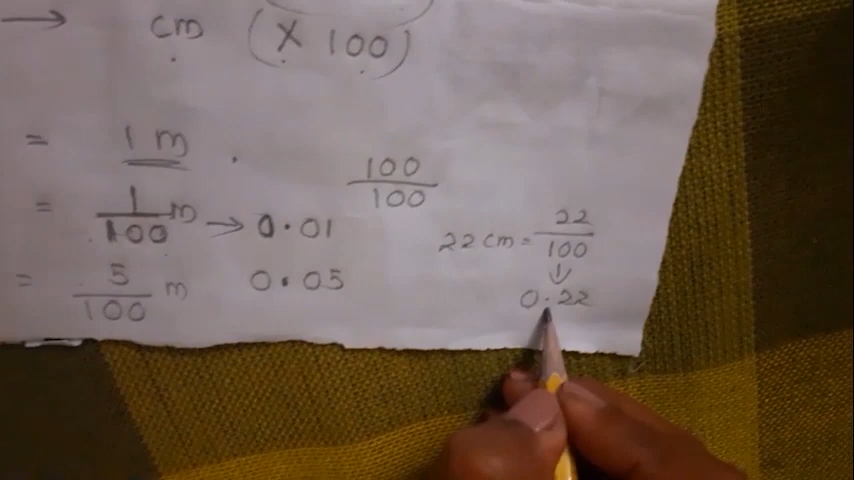 → cm (× 100)
= 1 m .
100/100
= 1/100 m → 0.01
= 5/100 m 0.05
22 cm = 22/100
↓
0.22